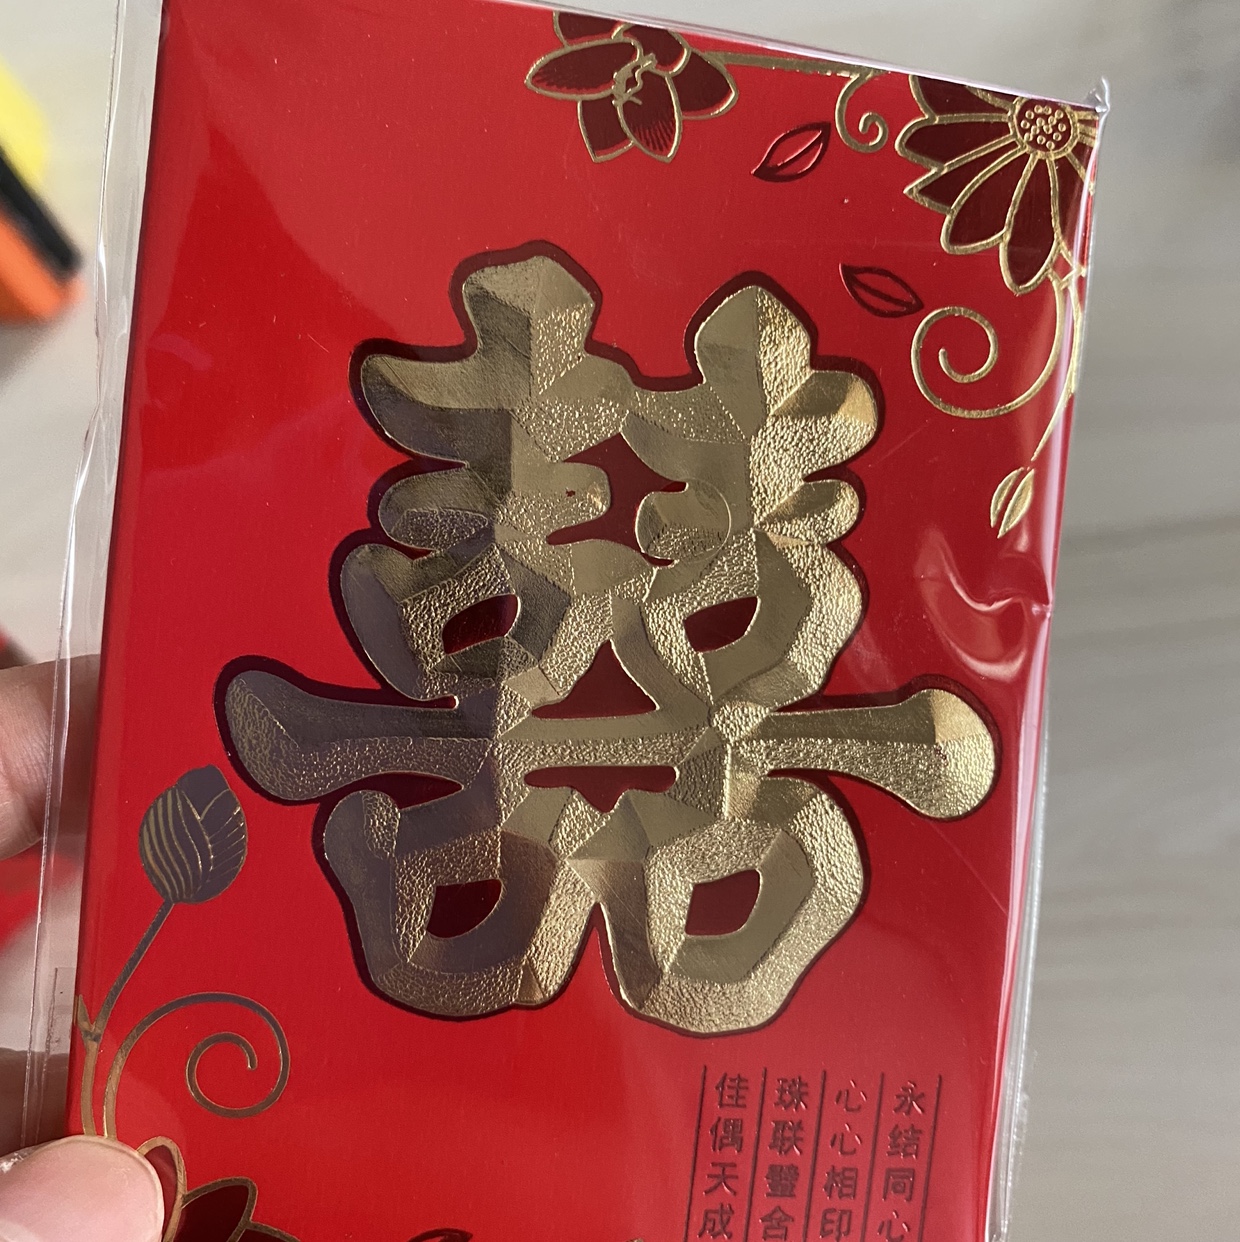 囍
永结同心
心心相印
珠联璧合
佳偶天成